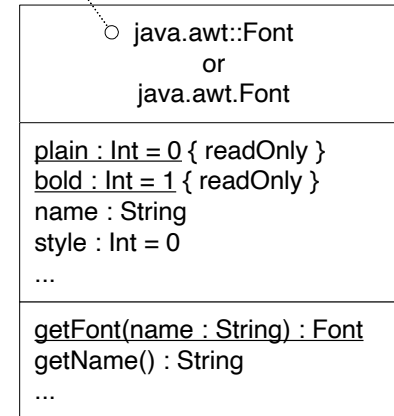 java.awt::Font
or
java.awt.Font
plain : Int = 0 { readOnly }
bold : Int = 1 { readOnly }
name : String
style : Int = 0
...
getFont(name : String) : Font
getName() : String
...